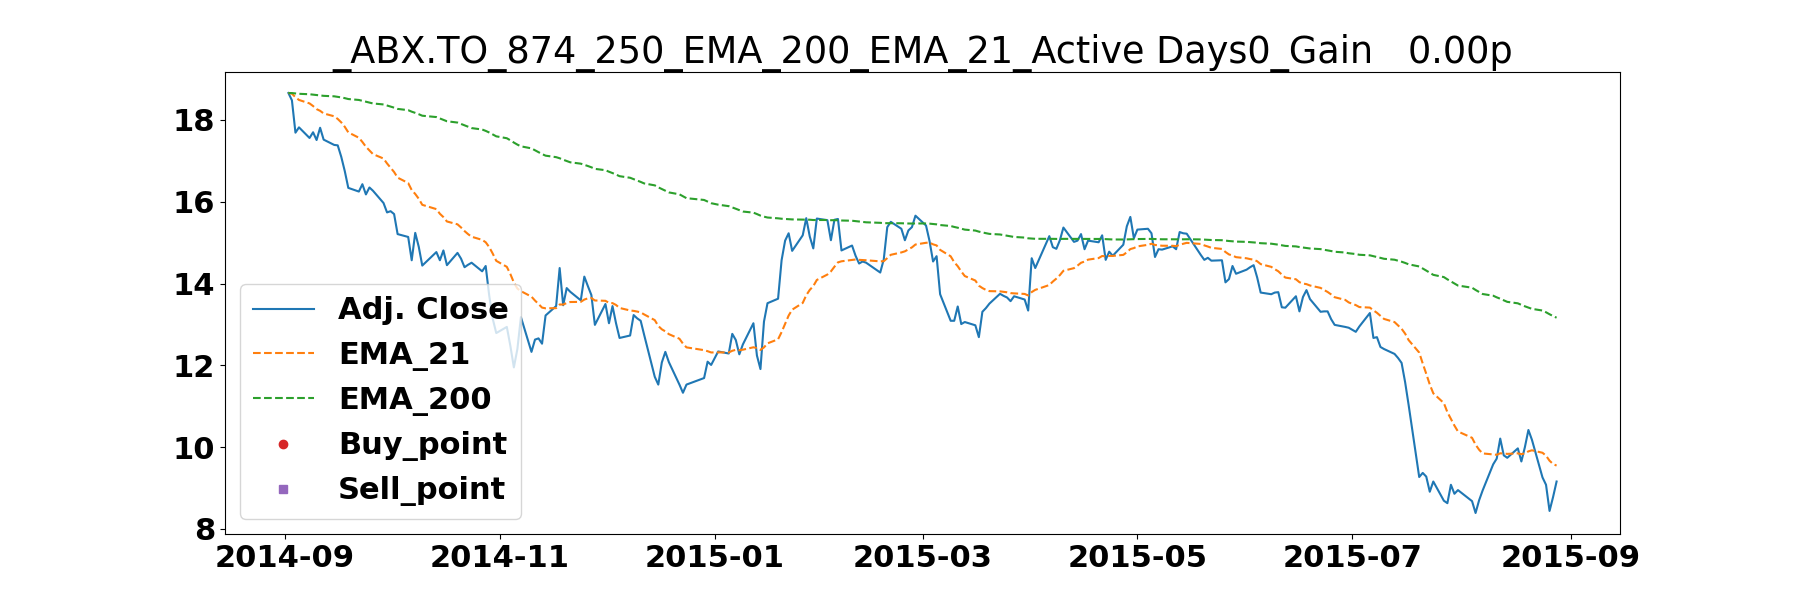 _ABX.TO_874_250_EMA_200_EMA_21_Active Days0_Gain   0.00p
18
16
14
12
10
8
Adj. Close
EMA_21
EMA_200
Buy_point
Sell_point
2014-09 2014-11 2015-01 2015-03 2015-05 2015-07 2015-09